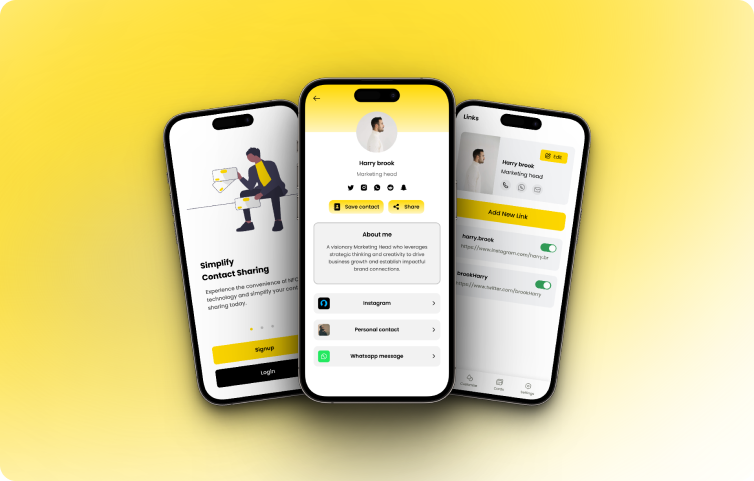 Simplify
Contact Sharing
Experience the convenience of NFC
technology and simplify your
sharing today.
Signup
Login
Harry brook
Marketing head
Save contact
Share
About me
A visionary Marketing Head who leverages
strategic thinking and creativity to drive
business growth and establish impactful
brand connections.
Instagram
Personal contact
Whatsapp message
Links
Edit
Harry brook
Marketing head
Add New Link
harry.brook
https://www.instagram.com/harry.br
brookHarry
https://www.twitter.com/brookHarry
Customize
Cards
Settings